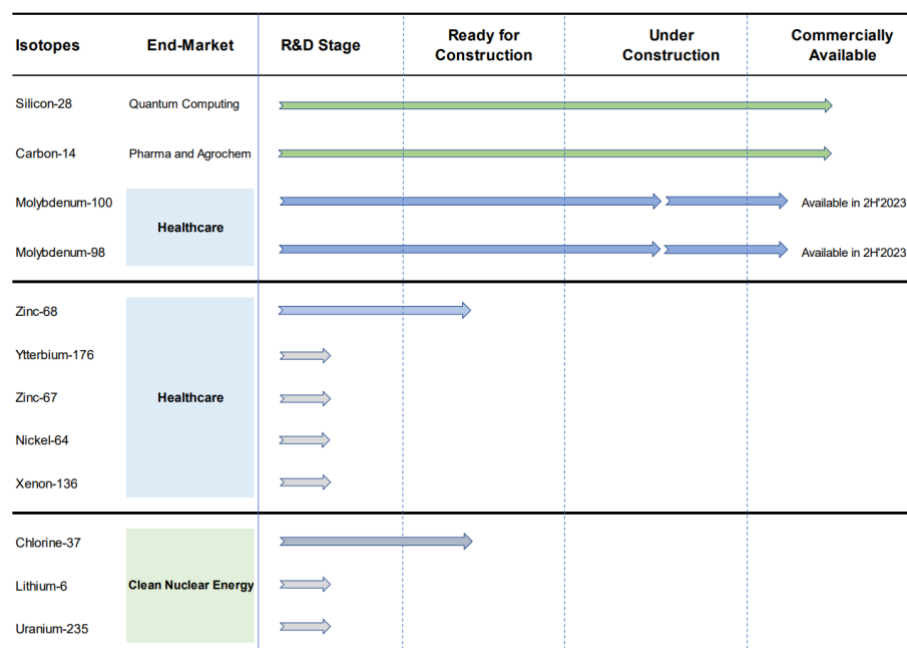 Isotopes End-Market R&D Stage Ready for Construction Under Construction Commercially Available
Silicon-28 Quantum Computing
Carbon-14 Pharma and Agrochem
Molybdenum-100 Available in 2H'2023
Healthcare
Molybdenum-98 Available in 2H'2023
Zinc-68
Ytterbium-176
Zinc-67 Healthcare
Nickel-64
Xenon-136
Chlorine-37
Lithium-6 Clean Nuclear Energy
Uranium-235